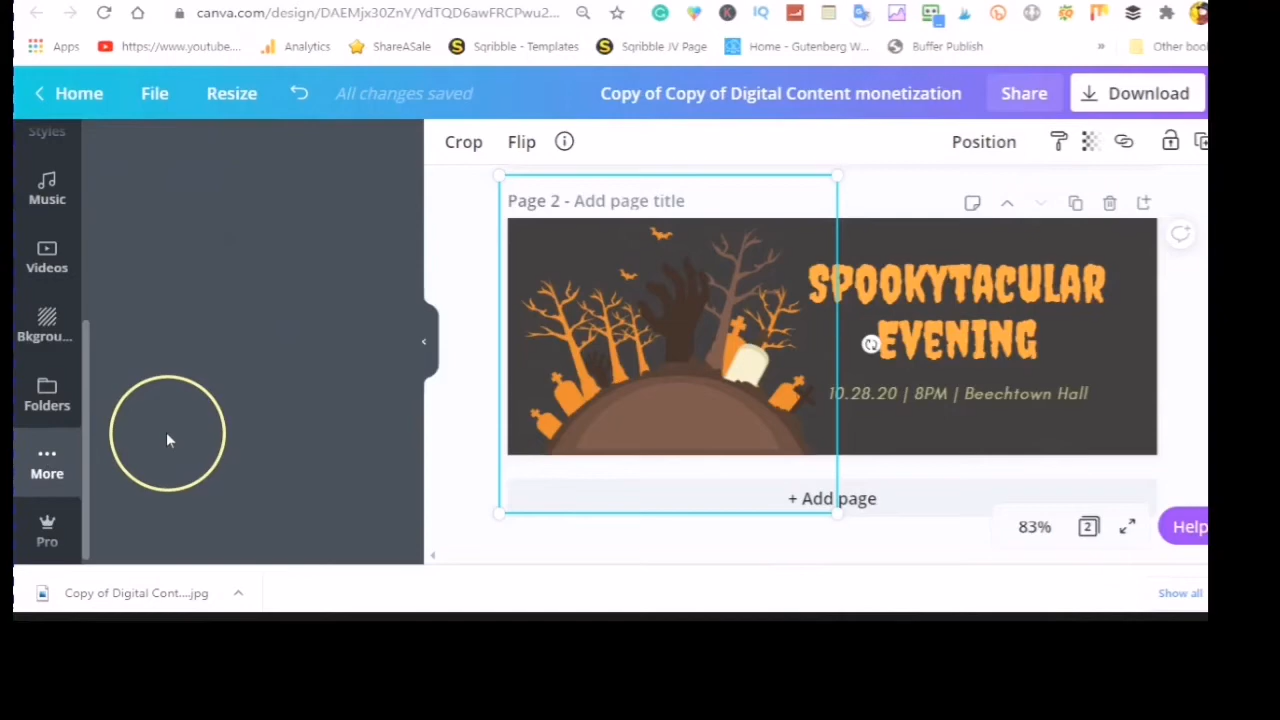 canva.com/design/DAEMjx30ZnY/YdTQD6awFRCPwu2...
Apps https://www.youtube.... Analytics ShareASale Sqribble - Templates Sqribble JV Page Home - Gutenberg W... Buffer Publish » Other boo
Home File Resize All changes saved Copy of Copy of Digital Content monetization Share Download
Styles
Music
Videos
Bkgrou...
Folders
More
Pro
Crop Flip Position
Page 2 - Add page title
SPOOKYTACULAR
EVENING
10.28.20 | 8PM | Beechtown Hall
+ Add page
83% 2 Help
Copy of Digital Cont....jpg Show all